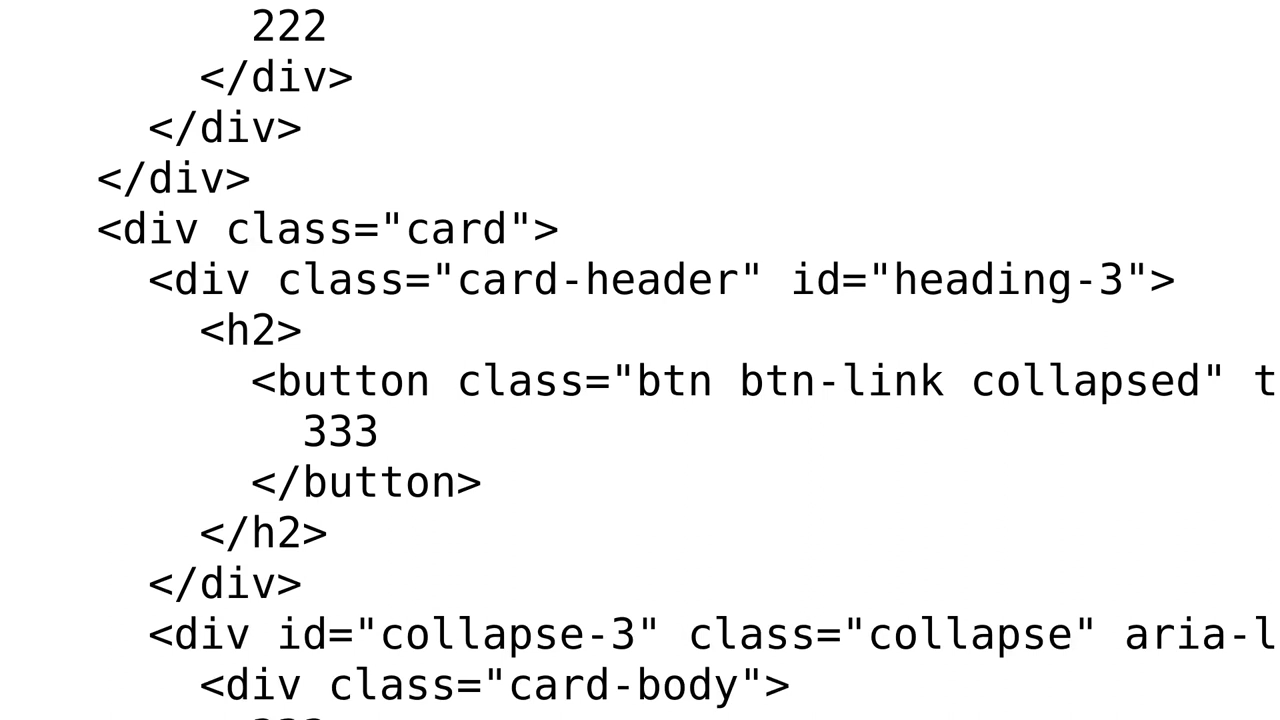 222
</div>
</div>
</div>
<div class="card">
<div class="card-header" id="heading-3">
<h2>
<button class="btn btn-link collapsed" t
333
</button>
</h2>
</div>
<div id="collapse-3" class="collapse" aria-l
<div class="card-body">